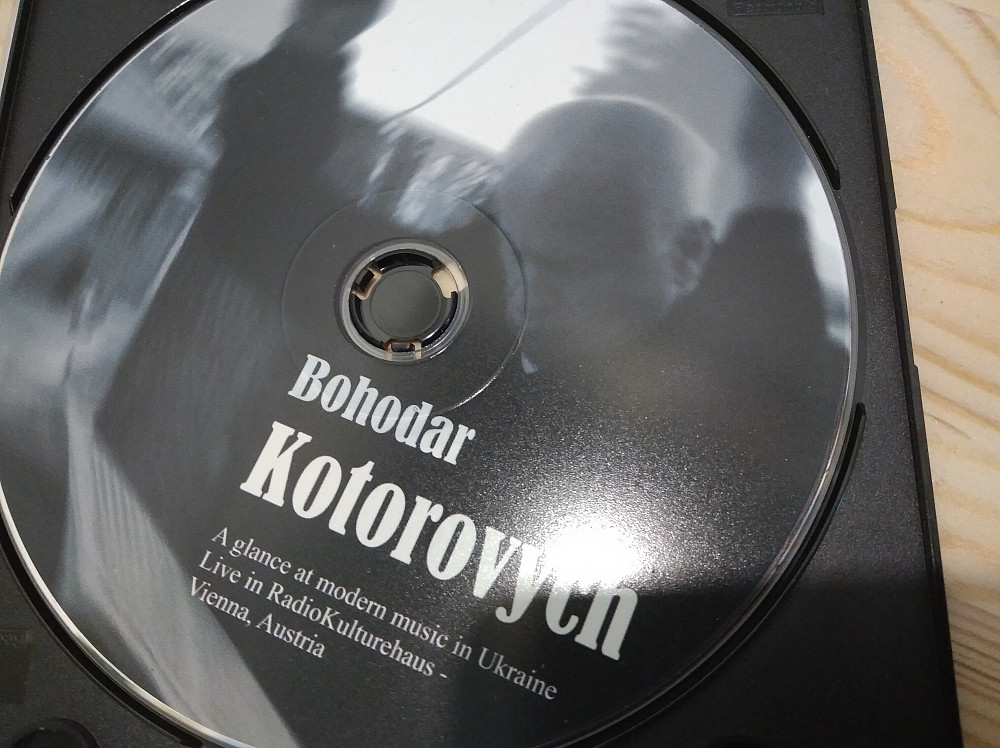 Bohodar
Kotorovych
A glance at modern music in Ukraine
Live in RadioKulturehaus -
Vienna, Austria